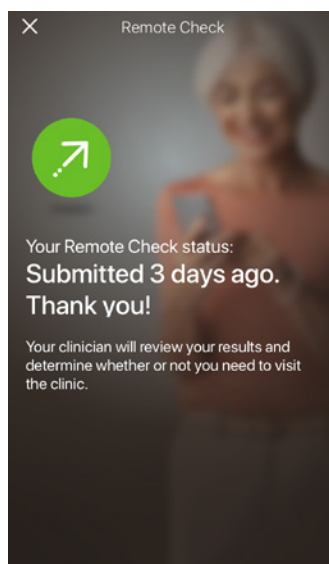 Remote Check
Your Remote Check status:
Submitted 3 days ago.
Thank you!
Your clinician will review your results and
determine whether or not you need to visit
the clinic.